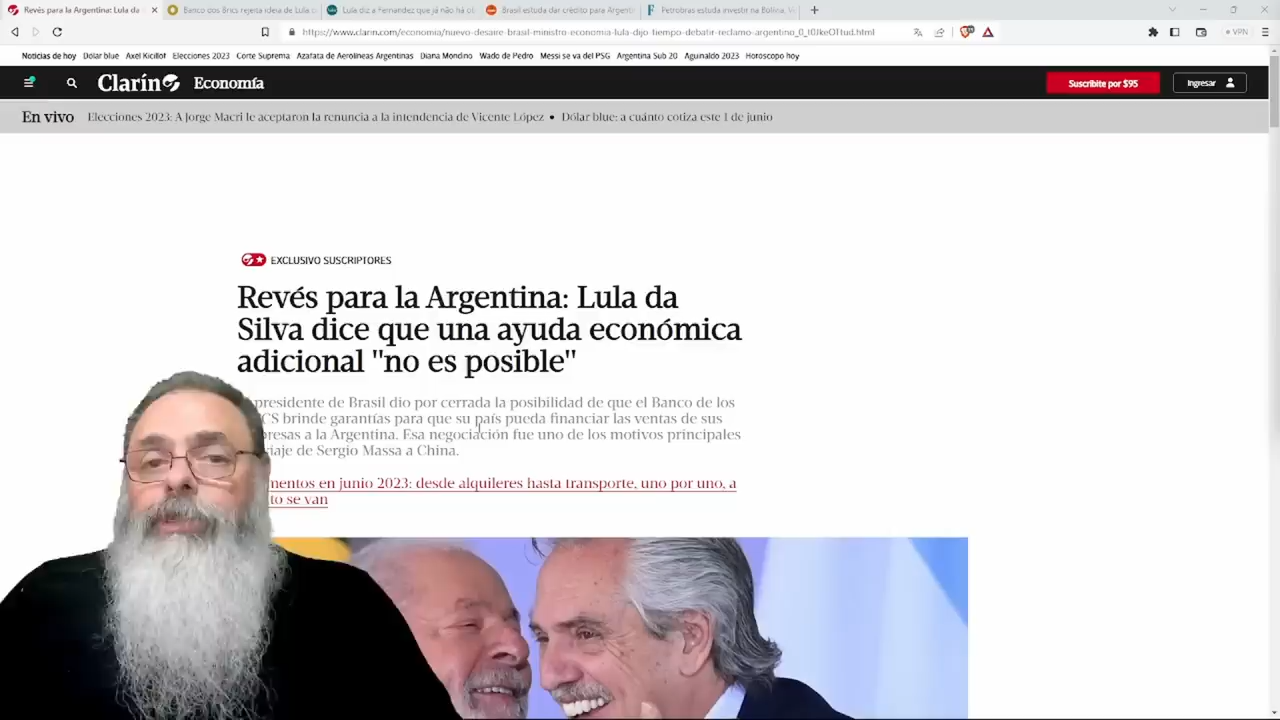 Revés para la Argentina: Lula da
Banco dos Brics rejeita ideia de Lula
Lula diz a Fernandez que já não há
Brasil estuda dar crédito para Argenti
Petrobras estuda investir na Bolívia,
https://www.clarin.com/economia/nuevo-desaire-brasil-ministro-economia-lula-dijo-tiempo-debatir-reclamo-argentino_0_
VPN
Noticias de hoy Dólar blue Axel Kicillof Elecciones 2023 Corte Suprema Azafata de Aerolíneas Argentinas Diana Mondino Wado de Pedro Messi se va del PSG Argentina Sub 20 Aguinaldo 2023 Horoscopo hoy
Clarín Economía
Suscribite por $95
Ingresar
En vivo Elecciones 2023: A Jorge Macri le aceptaron la renuncia a la intendencia de Vicente López • Dólar blue: a cuánto cotiza este 1 de junio
EXCLUSIVO SUSCRIPTORES
Revés para la Argentina: Lula da
Silva dice que una ayuda económica
adicional "no es posible"
presidente de Brasil dio por cerrada la posibilidad de que el Banco de los
CS brinde garantías para que su país pueda financiar las ventas de sus
presas a la Argentina. Esa negociación fue uno de los motivos principales
viaje de Sergio Massa a China.
mentos en junio 2023: desde alquileres hasta transporte, uno por uno, a
to se van